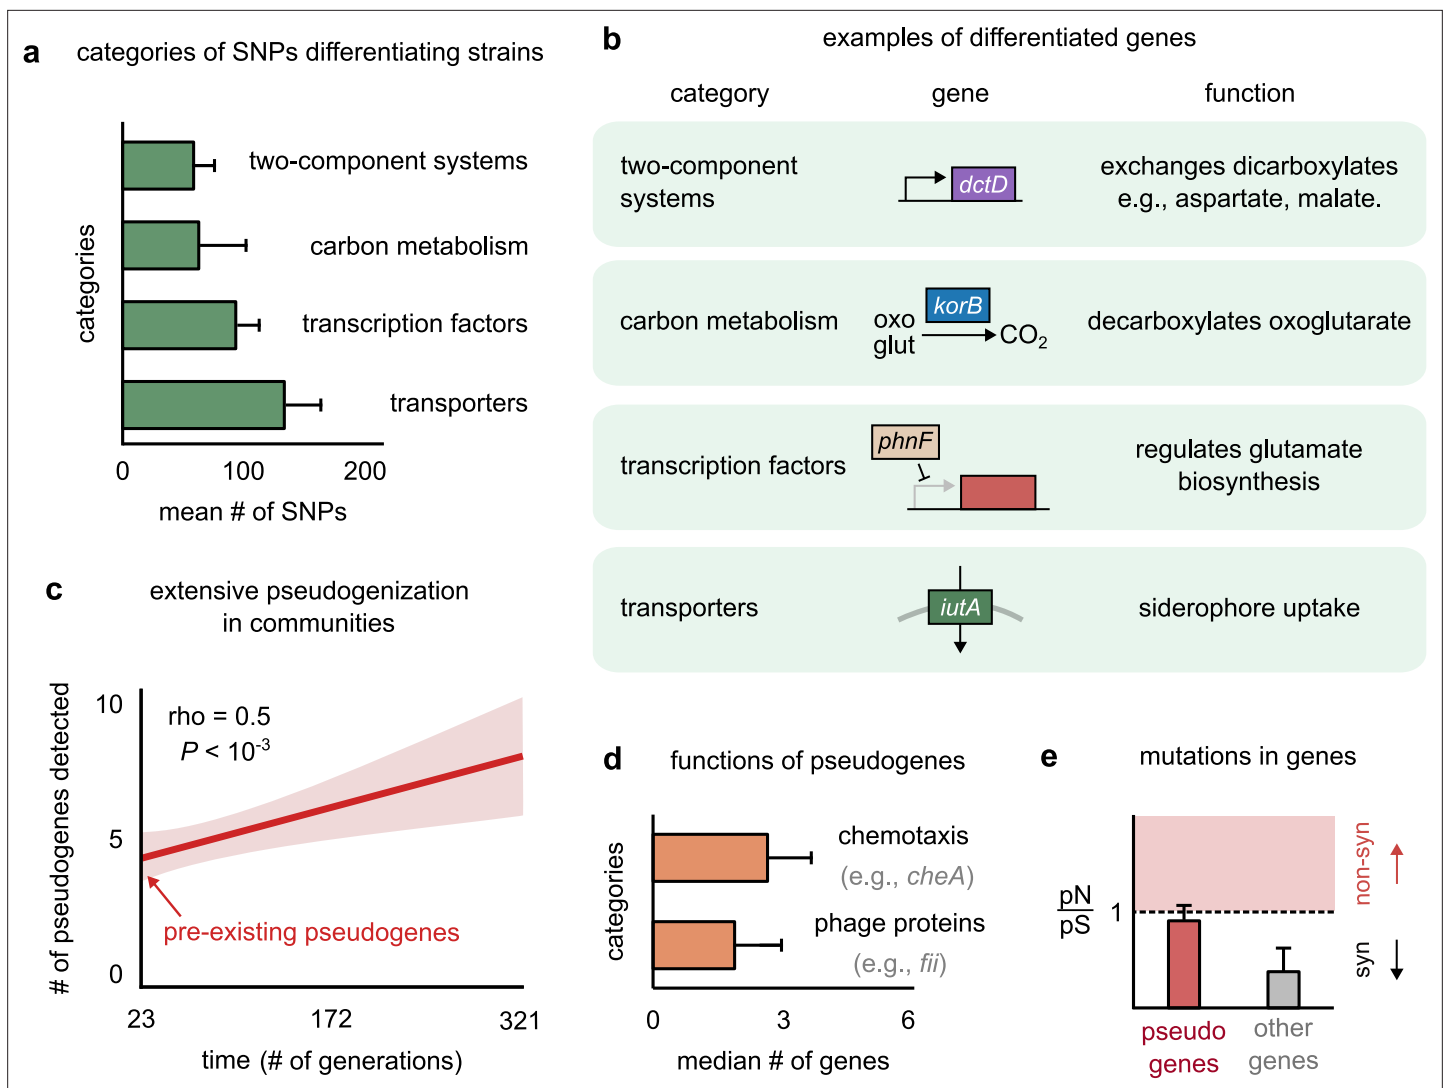 a
categories of SNPs differentiating strains
categories
two-component systems
carbon metabolism
transcription factors
transporters
0 100 200
mean # of SNPs
b
examples of differentiated genes
category gene function
two-component
systems
dctD
exchanges dicarboxylates
e.g., aspartate, malate.
carbon metabolism
oxo
glut
korB
CO2
decarboxylates oxoglutarate
transcription factors
phnF
regulates glutamate
biosynthesis
transporters
iutA
siderophore uptake
c
extensive pseudogenization
in communities
# of pseudogenes detected
10
5
0
rho = 0.5
P < 10-3
pre-existing pseudogenes
23 172 321
time (# of generations)
d
functions of pseudogenes
categories
chemotaxis
(e.g., cheA)
phage proteins
(e.g., fii)
0 3 6
median # of genes
e
mutations in genes
pN
pS
1
non-syn
syn
pseudo
genes
other
genes